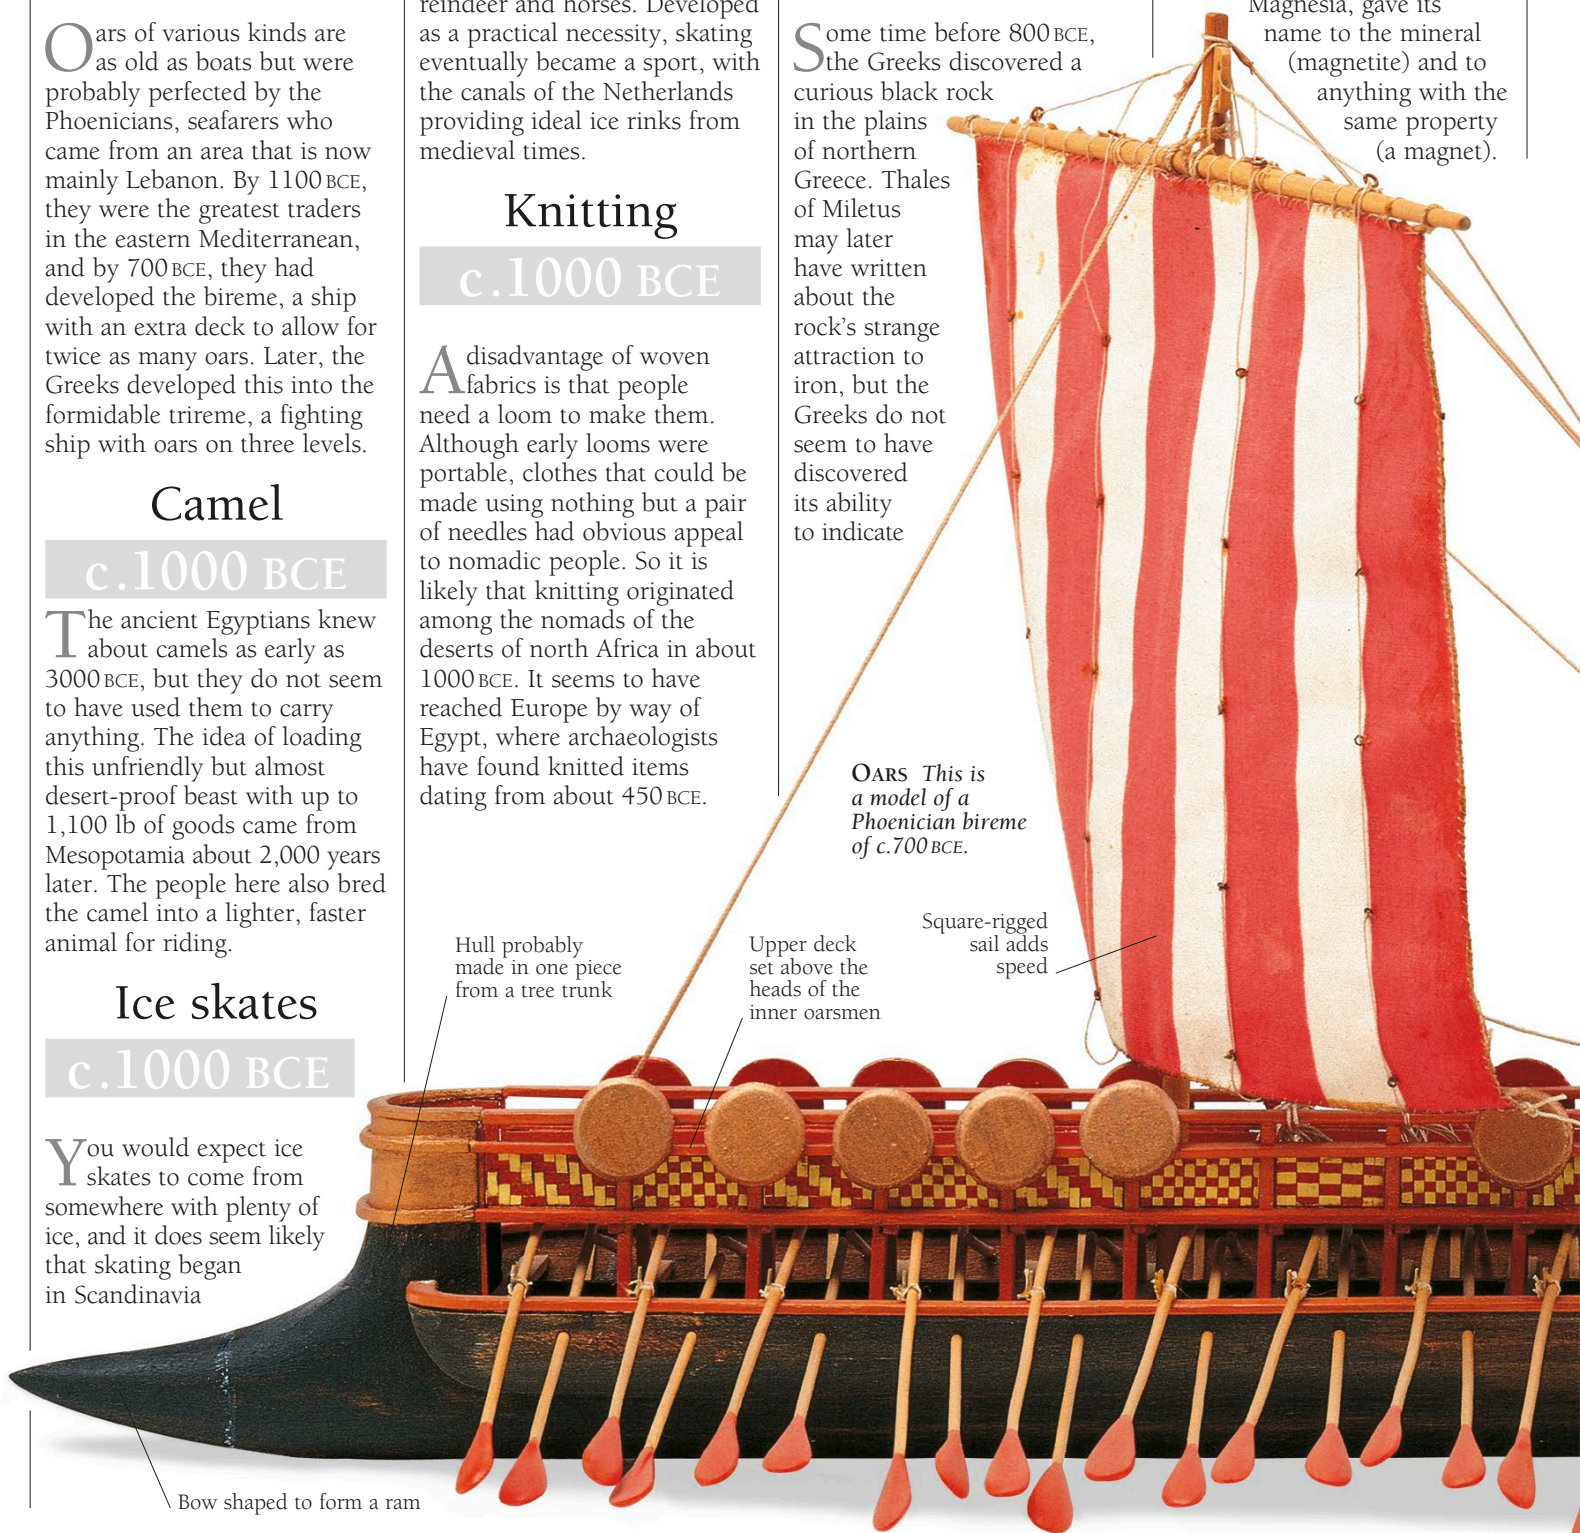 Oars of various kinds are
as old as boats but were
probably perfected by the
Phoenicians, seafarers who
came from an area that is now
mainly Lebanon. By 1100 BCE,
they were the greatest traders
in the eastern Mediterranean,
and by 700 BCE, they had
developed the bireme, a ship
with an extra deck to allow for
twice as many oars. Later, the
Greeks developed this into the
formidable trireme, a fighting
ship with oars on three levels.
Camel
c.1000 BCE
The ancient Egyptians knew
about camels as early as
3000 BCE, but they do not seem
to have used them to carry
anything. The idea of loading
this unfriendly but almost
desert-proof beast with up to
1,100 lb of goods came from
Mesopotamia about 2,000 years
later. The people here also bred
the camel into a lighter, faster
animal for riding.
Ice skates
c.1000 BCE
You would expect ice
skates to come from
somewhere with plenty of
ice, and it does seem likely
that skating began
in Scandinavia
reindeer and horses. Developed
as a practical necessity, skating
eventually became a sport, with
the canals of the Netherlands
providing ideal ice rinks from
medieval times.
Knitting
c.1000 BCE
A disadvantage of woven
fabrics is that people
need a loom to make them.
Although early looms were
portable, clothes that could be
made using nothing but a pair
of needles had obvious appeal
to nomadic people. So it is
likely that knitting originated
among the nomads of the
deserts of north Africa in about
1000 BCE. It seems to have
reached Europe by way of
Egypt, where archaeologists
have found knitted items
dating from about 450 BCE.
Some time before 800 BCE,
the Greeks discovered a
curious black rock
in the plains
of northern
Greece. Thales
of Miletus
may later
have written
about the
rock's strange
attraction to
iron, but the
Greeks do not
seem to have
discovered
its ability
to indicate
Magnesia, gave its
name to the mineral
(magnetite) and to
anything with the
same property
(a magnet).
OARS This is
a model of a
Phoenician bireme
of c.700 BCE.
Hull probably
made in one piece
from a tree trunk
Upper deck
set above the
heads of the
inner oarsmen
Square-rigged
sail adds
speed
Bow shaped to form a ram